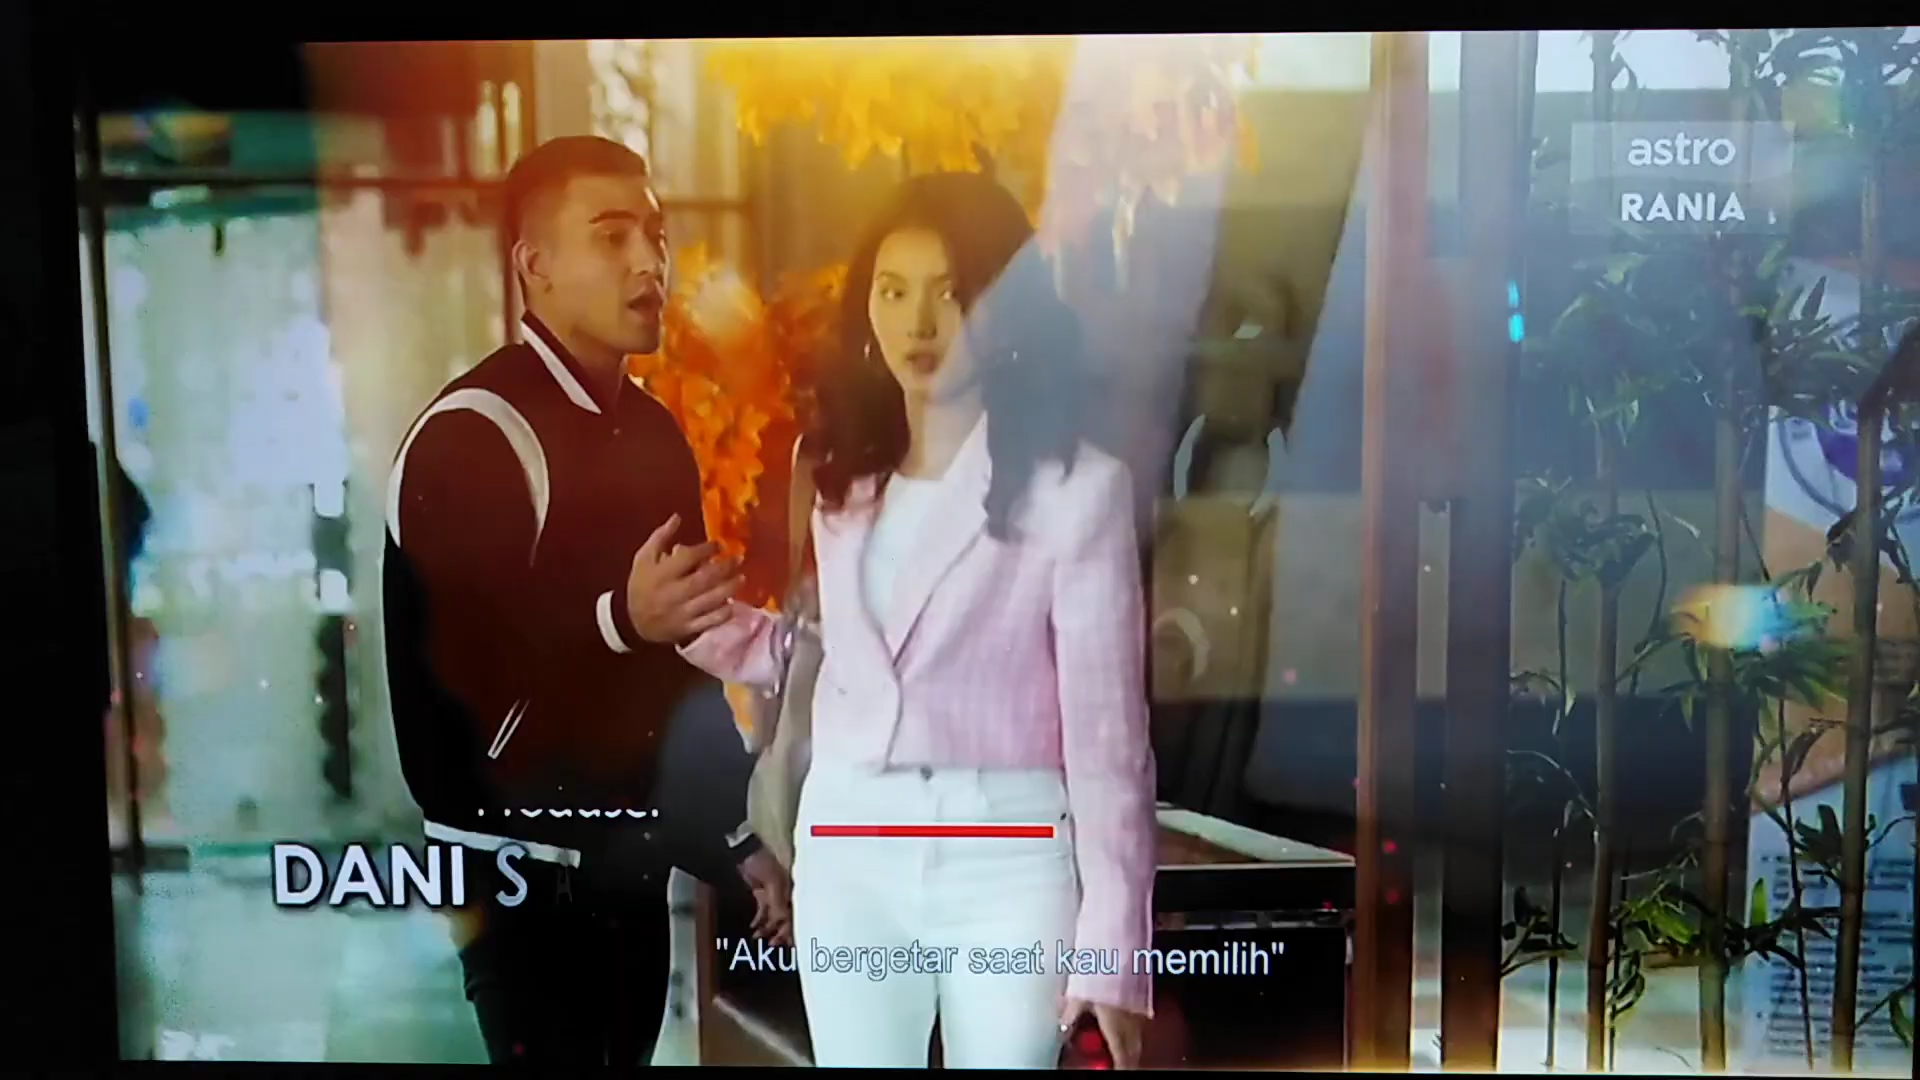 astro
RANIA
DANI S
"Aku bergetar saat kau memilih"